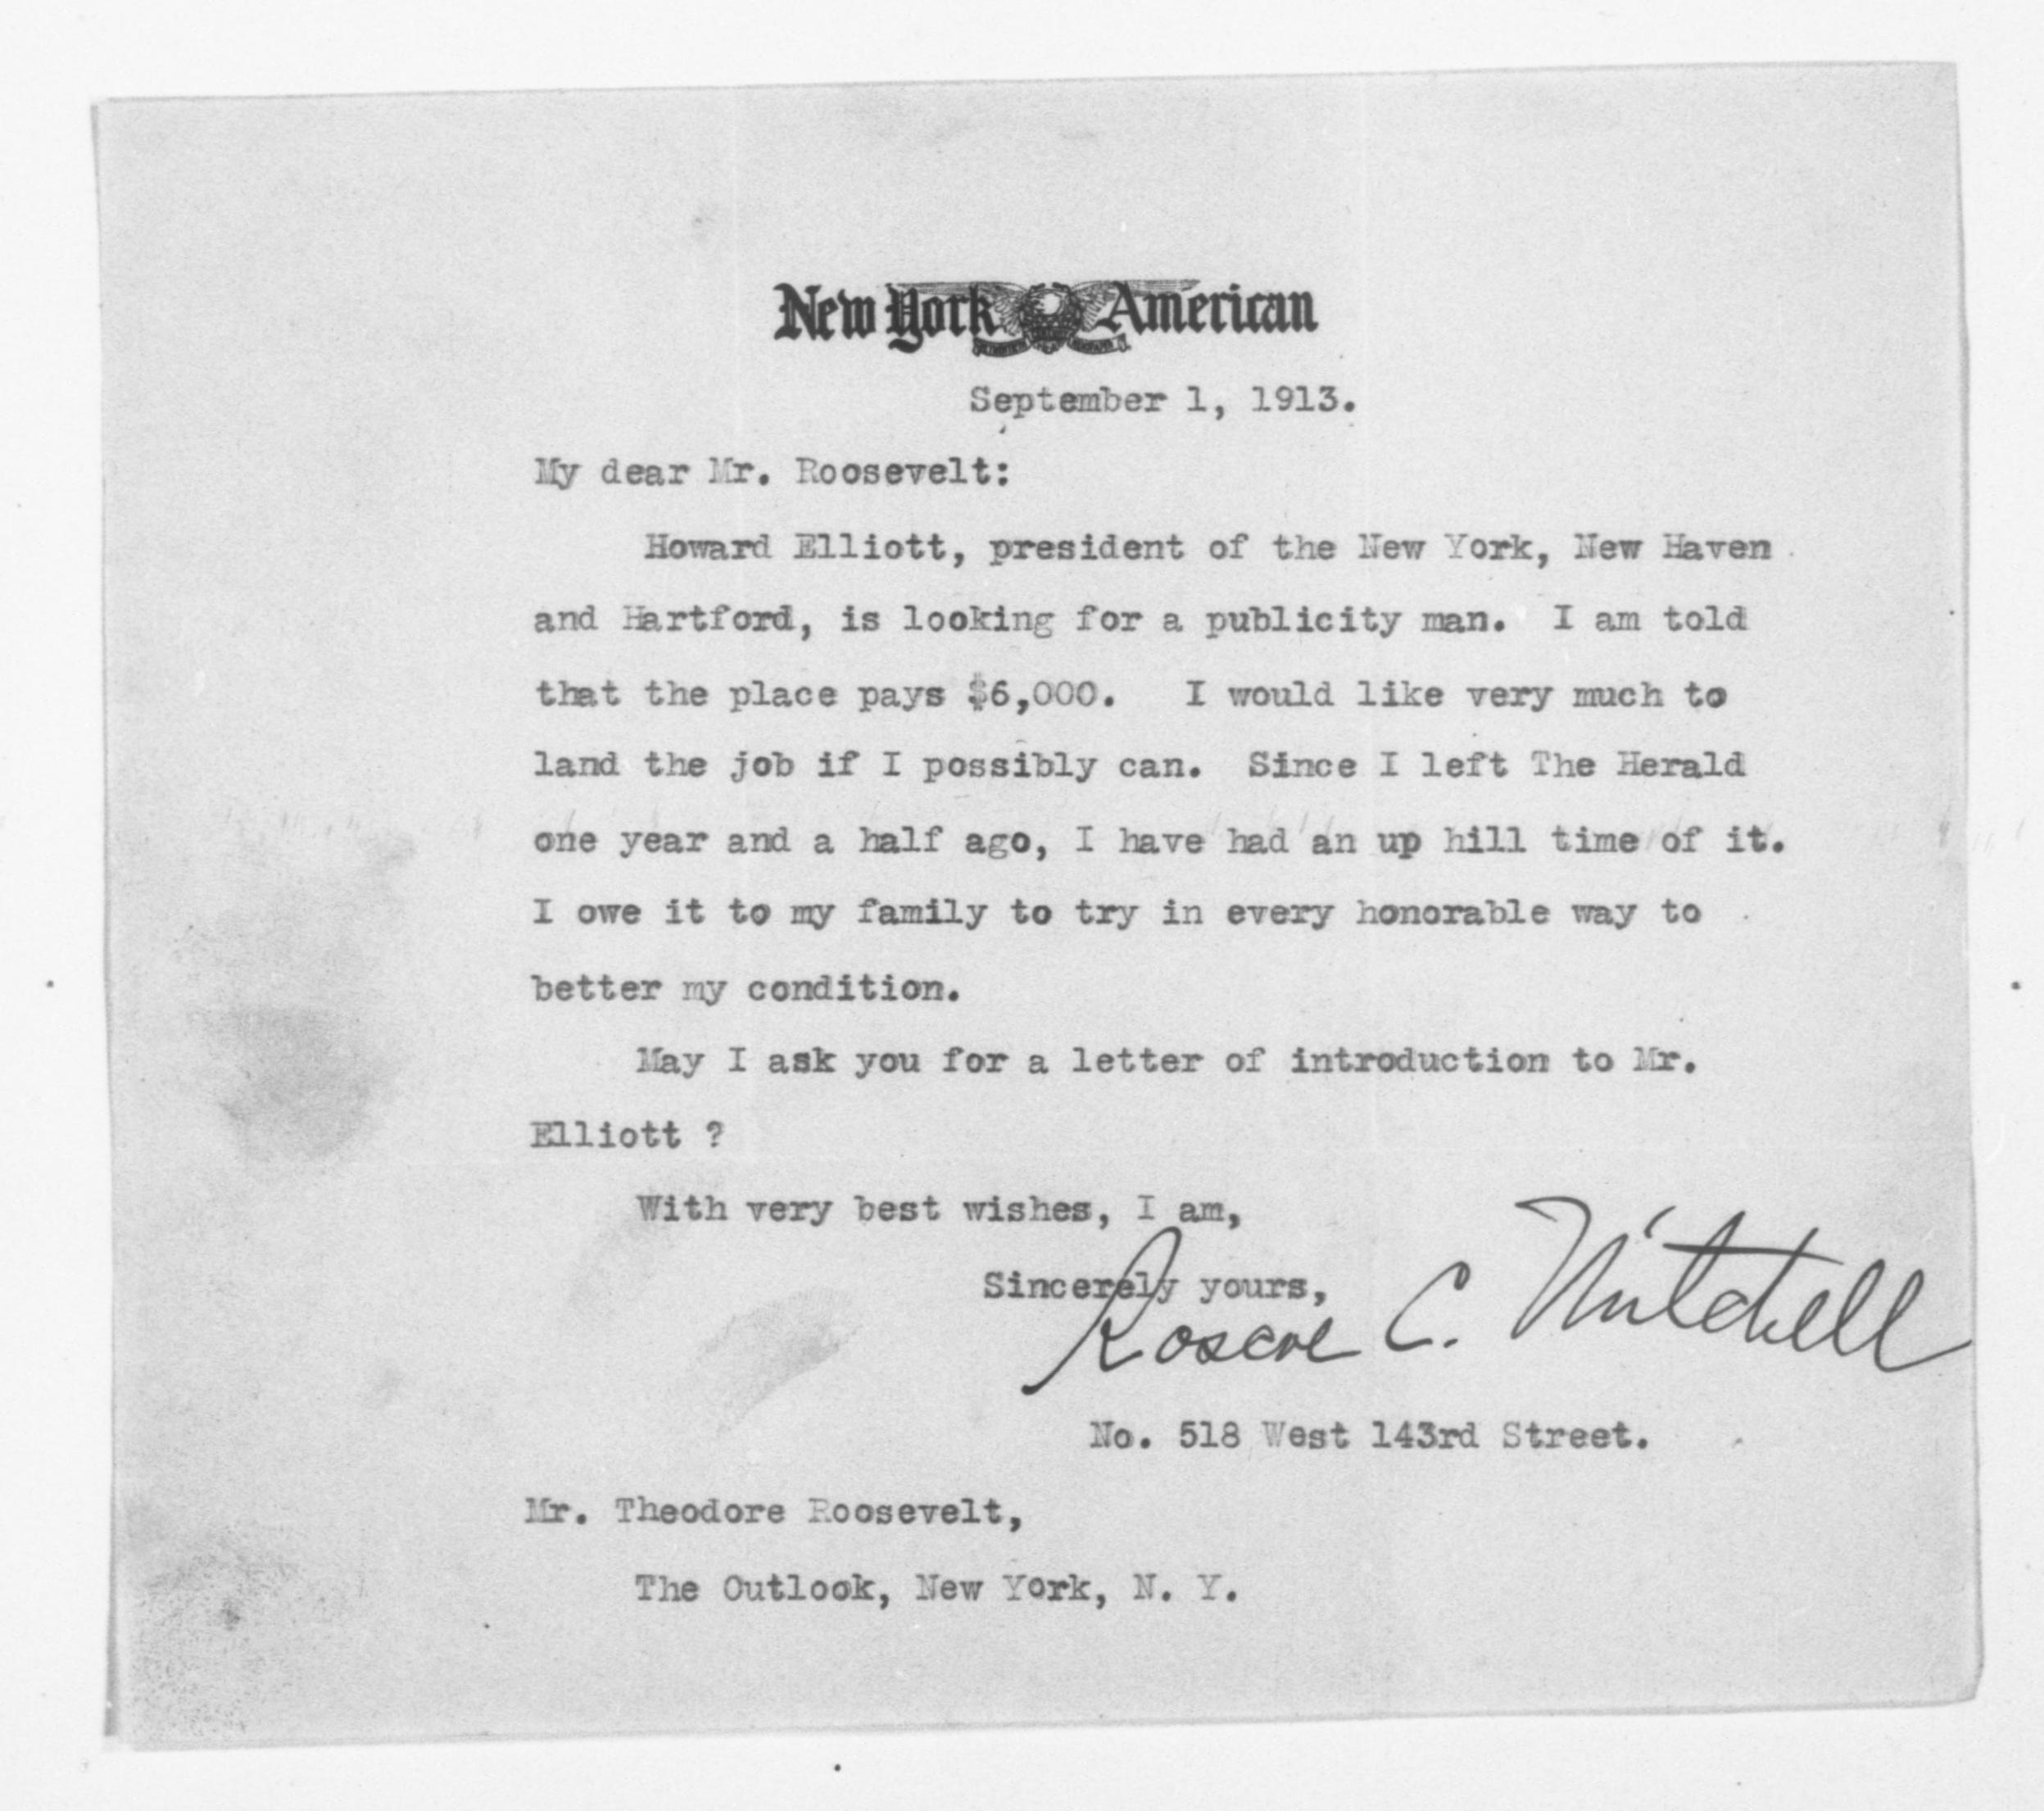 New York American
September 1, 1913.
My dear Mr. Roosevelt:
Howard Elliott, president of the New York, New Haven
and Hartford, is looking for a publicity man. I am told
that the place pays $6,000. I would like very much to
land the job if I possibly can. Since I left The Herald
one year and a half ago, I have had an up hill time of it.
I owe it to my family to try in every honorable way to
better my condition.
May I ask you for a letter of introduction to Mr.
Elliott ?
With very best wishes, I am,
Sincerely yours,
Roscoe C. Mitchell
No. 518 West 143rd Street.
Mr. Theodore Roosevelt,
The Outlook, New York, N. Y.